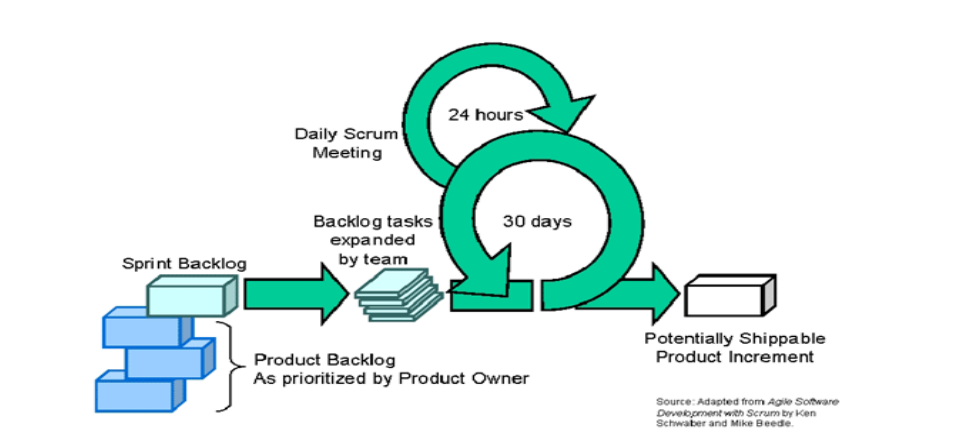 24 hours
Daily Scrum
Meeting
Backlog tasks
expanded
by team
30 days
Sprint Backlog
Potentially Shippable
Product Increment
Product Backlog
As prioritized by Product Owner
Source: Adapted from Agile Software
Development with Scrum by Ken
Schwaber and Mike Beedle.